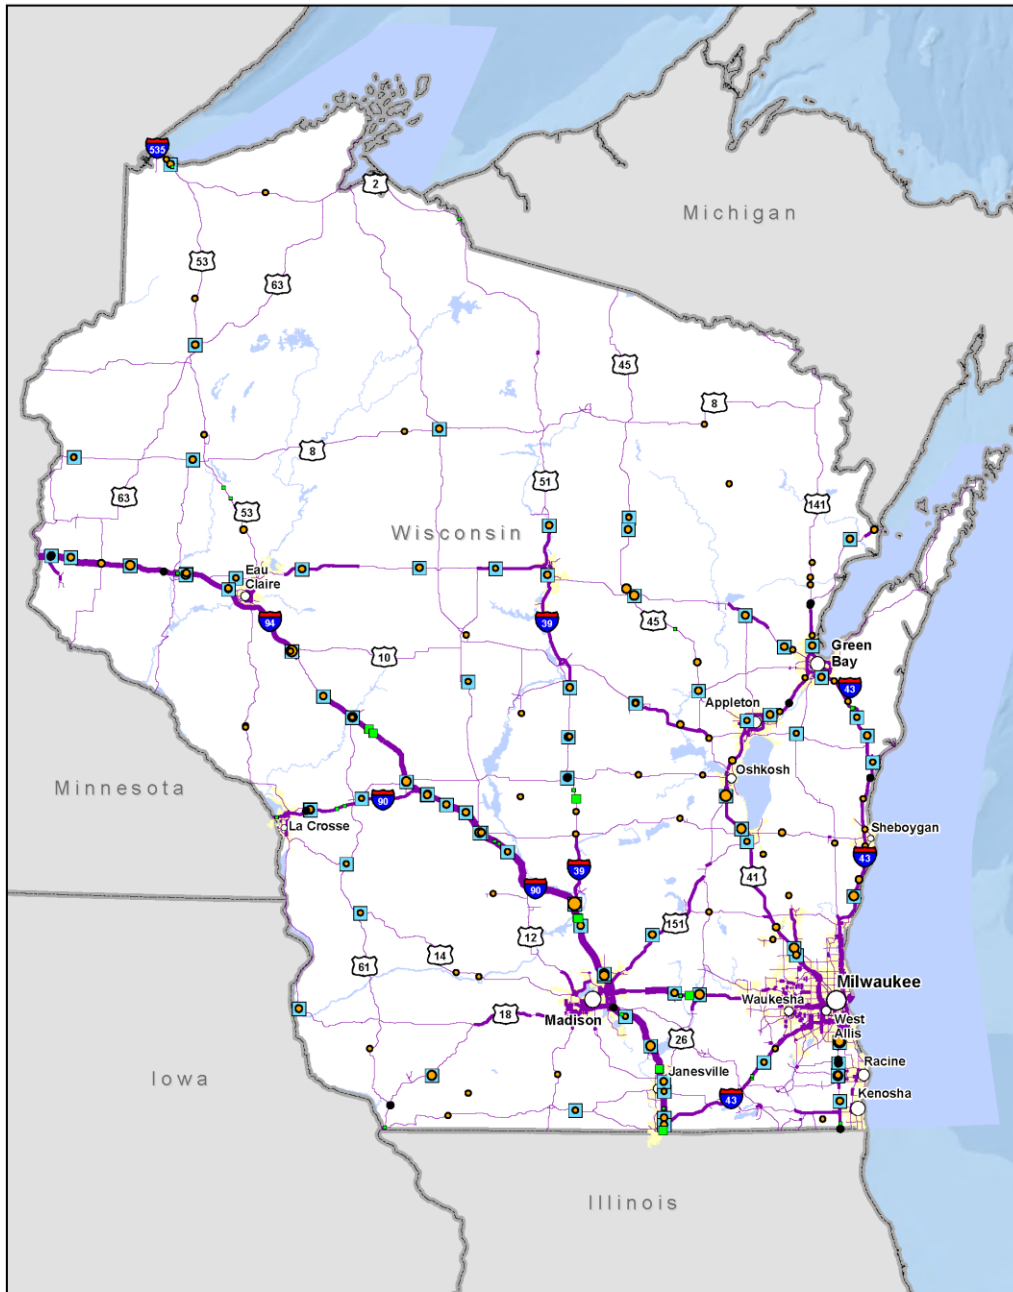 535
2
Michigan
53
63
45
8
8
51
63
53
141
Wisconsin
Eau
Claire
94
39
45
10
Green
Bay
43
Appleton
Oshkosh
Minnesota
90
La Crosse
Sheboygan
43
39
41
90
151
12
14
61
Milwaukee
Waukesha
West
Allis
18
Madison
26
Racine
Janesville
Iowa
Kenosha
43
Illinois